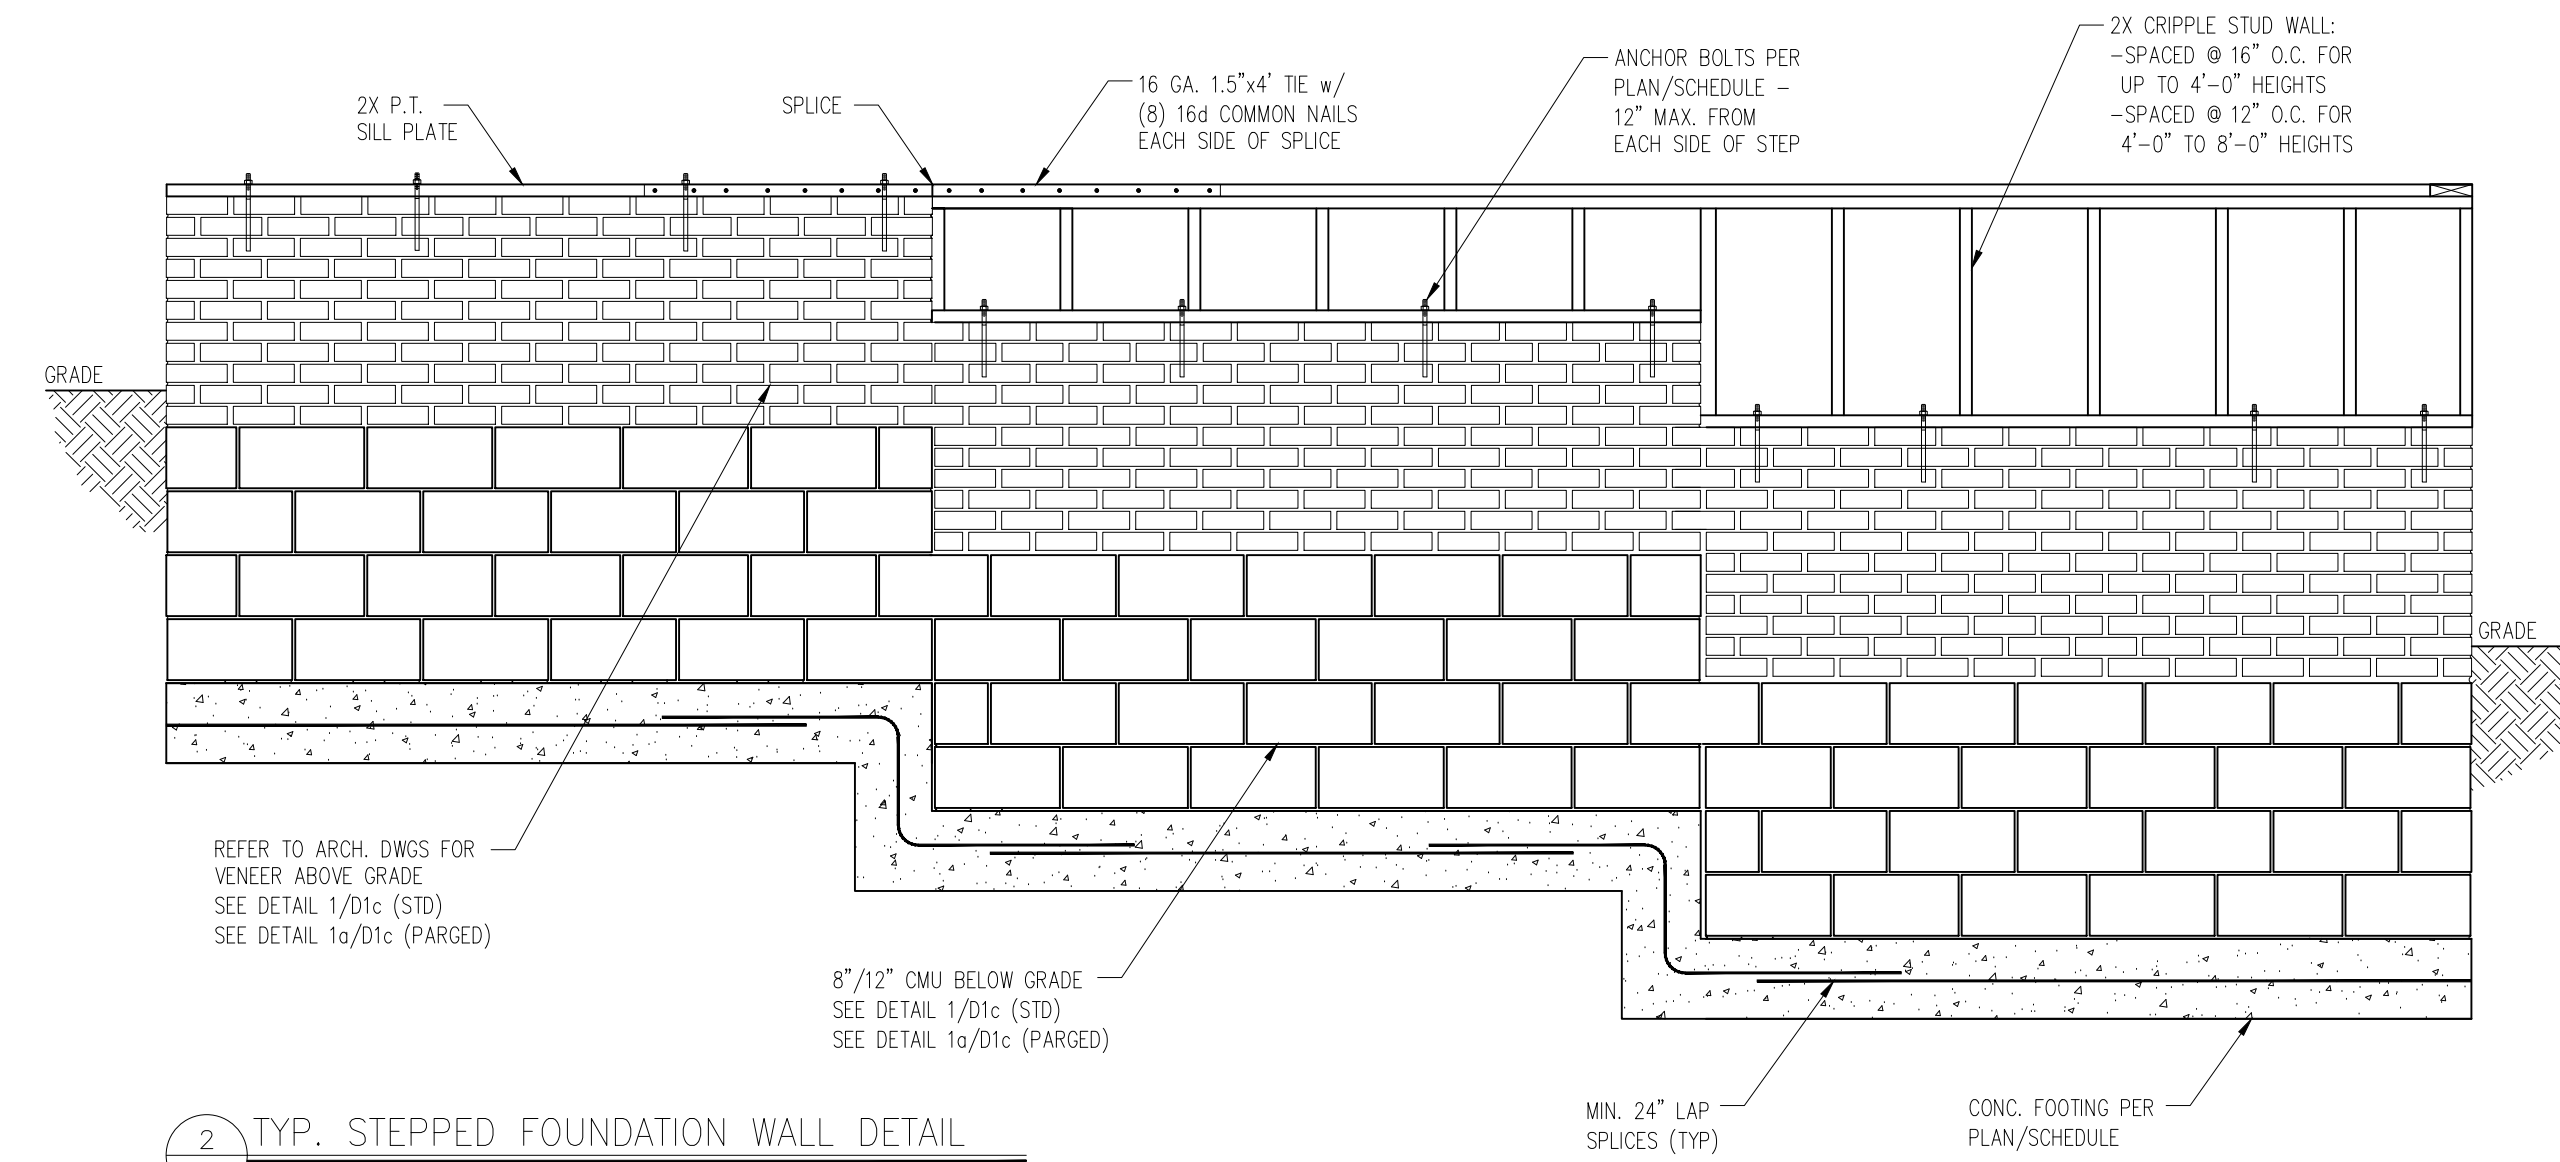 2X CRIPPLE STUD WALL:
-SPACED @ 16" O.C. FOR
UP TO 4'-0" HEIGHTS
-SPACED @ 12" O.C. FOR
4'-0" TO 8'-0" HEIGHTS
ANCHOR BOLTS PER
PLAN/SCHEDULE -
12" MAX. FROM
EACH SIDE OF STEP
16 GA. 1.5"x4' TIE w/
(8) 16d COMMON NAILS
EACH SIDE OF SPLICE
SPLICE
2X P.T.
SILL PLATE
GRADE
GRADE
REFER TO ARCH. DWGS FOR
VENEER ABOVE GRADE
SEE DETAIL 1/D1c (STD)
SEE DETAIL 1a/D1c (PARGED)
8"/12" CMU BELOW GRADE
SEE DETAIL 1/D1c (STD)
SEE DETAIL 1a/D1c (PARGED)
MIN. 24" LAP
SPLICES (TYP)
CONC. FOOTING PER
PLAN/SCHEDULE
2 TYP. STEPPED FOUNDATION WALL DETAIL